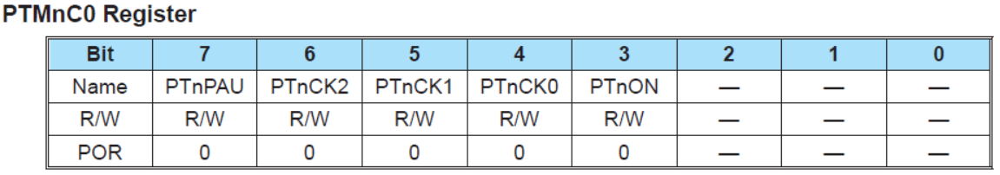 PTMnC0 Register
Bit 7 6 5 4 3 2 1 0
Name PTnPAU PTnCK2 PTnCK1 PTnCK0 PTnON — — —
R/W R/W R/W R/W R/W R/W — — —
POR 0 0 0 0 0 — — —